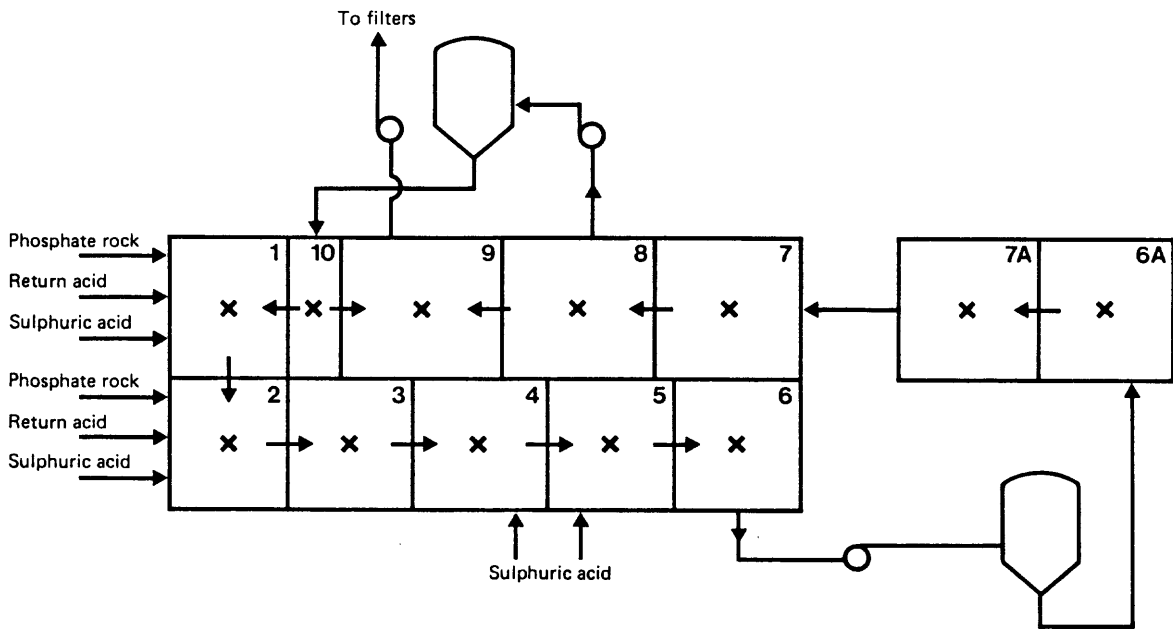 To filters
Phosphate rock
Return acid
Sulphuric acid
1
10
9
8
7
7A
6A
Phosphate rock
Return acid
Sulphuric acid
2
3
4
5
6
Sulphuric acid